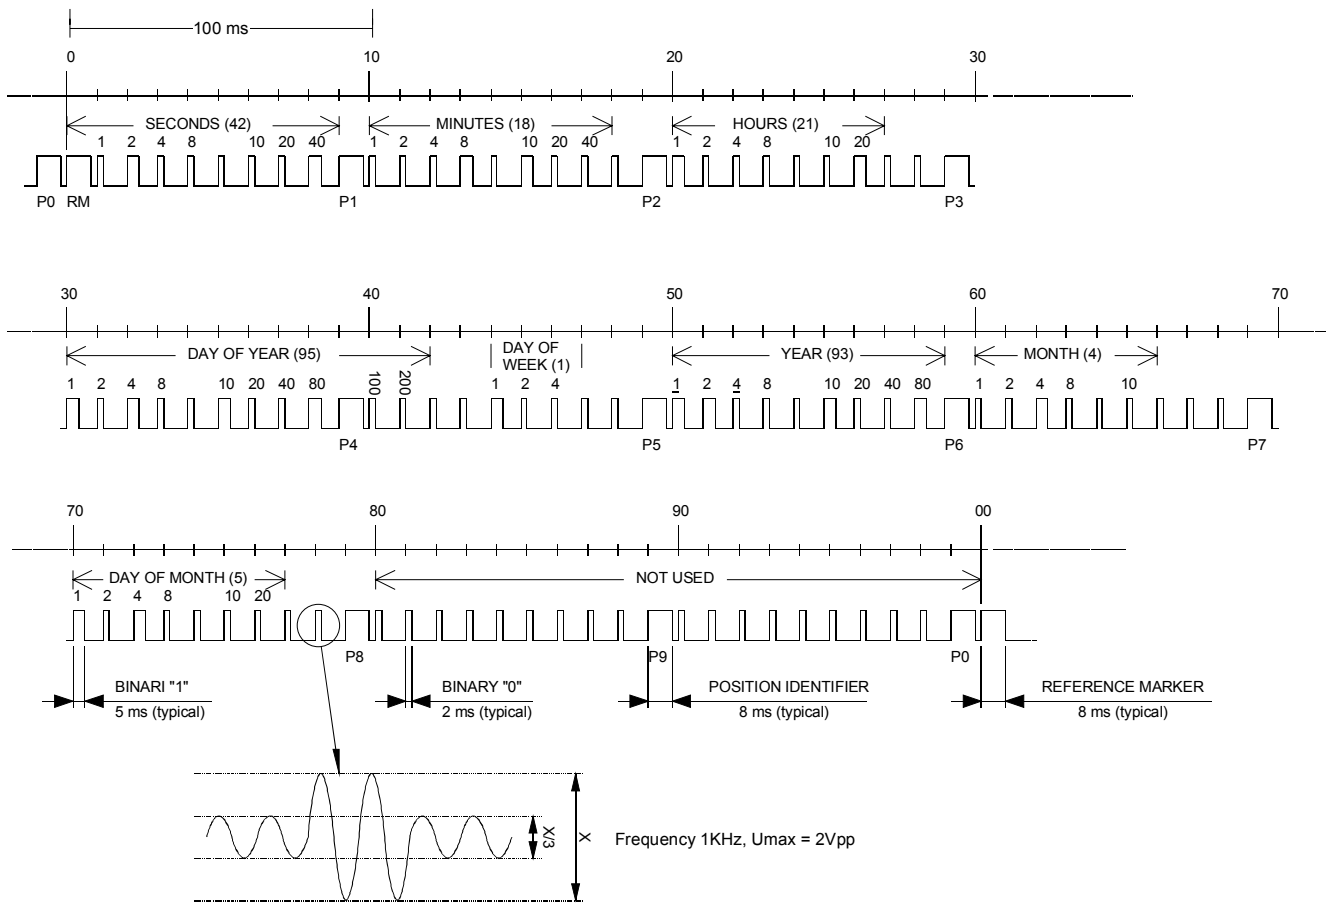 100 ms
0 10 20 30
SECONDS (42) MINUTES (18) HOURS (21)
1 2 4 8 10 20 40 1 2 4 8 10 20 40 1 2 4 8 10 20
P0 RM P1 P2 P3
30 40 50 60 70
DAY OF YEAR (95) DAY OF WEEK (1) YEAR (93) MONTH (4)
1 2 4 8 10 20 40 80 100 200 1 2 4 1 2 4 8 10 20 40 80 1 2 4 8 10
P4 P5 P6 P7
70 80 90 00
DAY OF MONTH (5) NOT USED
1 2 4 8 10 20
P8 P9 P0
BINARI "1" BINARY "0" POSITION IDENTIFIER REFERENCE MARKER
5 ms (typical) 2 ms (typical) 8 ms (typical) 8 ms (typical)
X/3 X Frequency 1KHz, Umax = 2Vpp